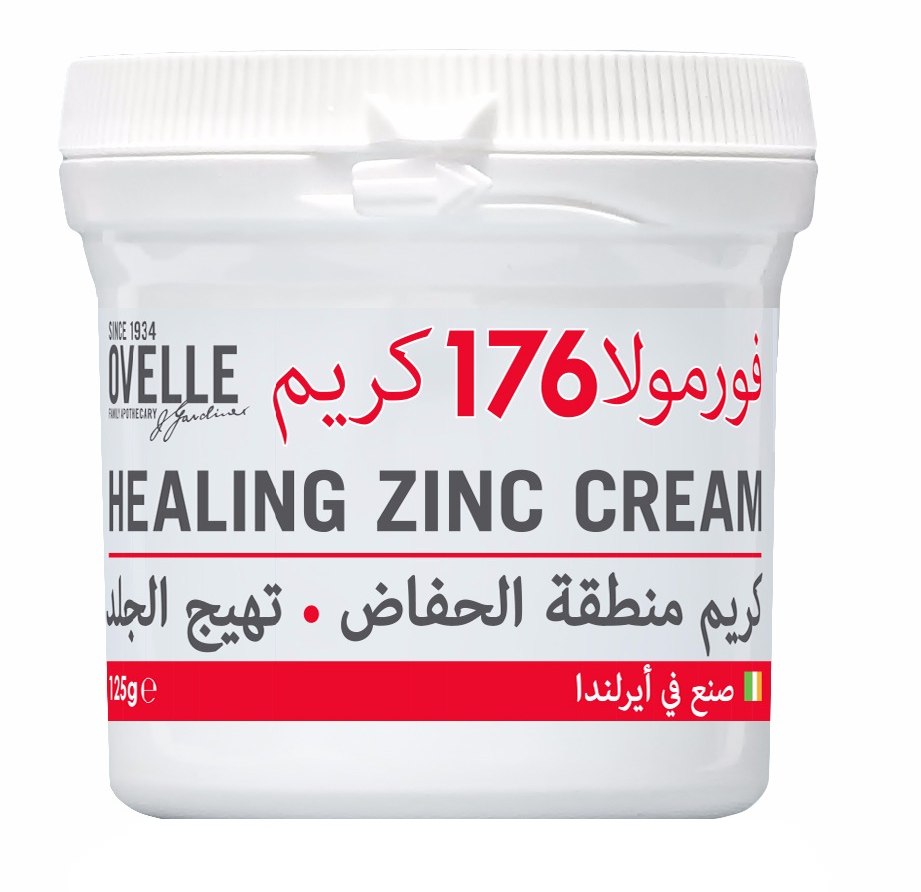 SINCE 1934
OVELLE
FAMILY APOTHECARY
J Gardiner
فورمولا 176 كريم
HEALING ZINC CREAM
كريم منطقة الحفاض • تهيج الجلد
صنع في أيرلندا
125g e